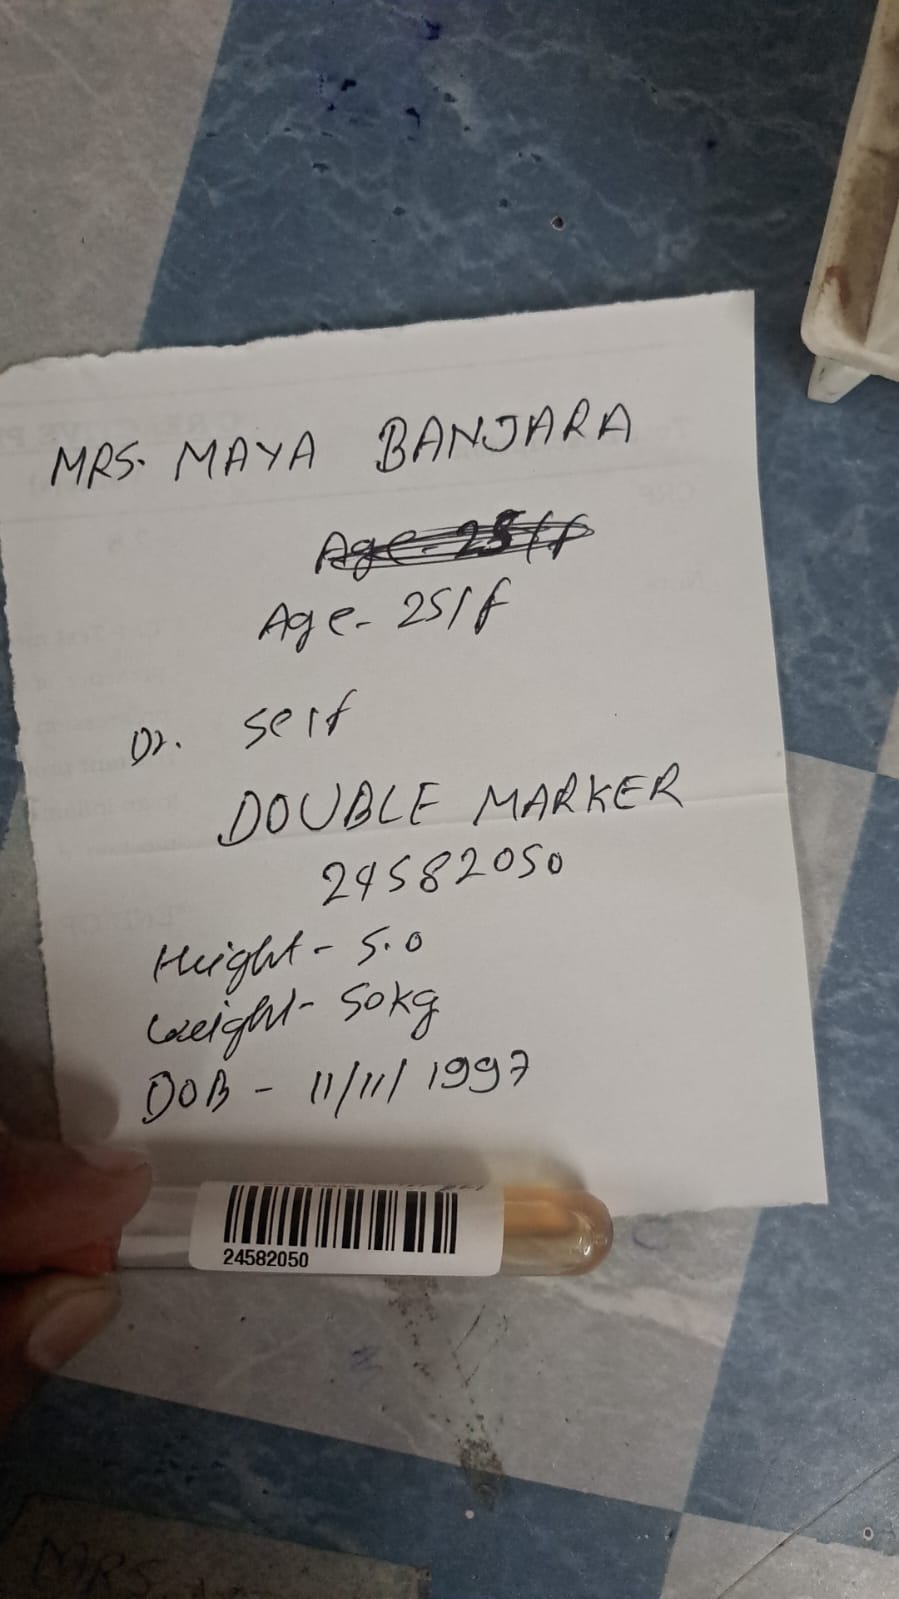 MRS. MAYA BANJARA
Age. 25/f
Age- 25/f
Dr. self
DOUBLE MARKER
24582050
Height- 5.0
weight- 50kg
DOB - 11/11/1997
24582050
MRS